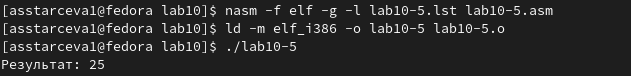 [asstarceva1@fedora lab10]$ nasm -f elf -g -l lab10-5.lst lab10-5.asm
[asstarceva1@fedora lab10]$ ld -m elf_i386 -o lab10-5 lab10-5.o
[asstarceva1@fedora lab10]$ ./lab10-5
Результат: 25